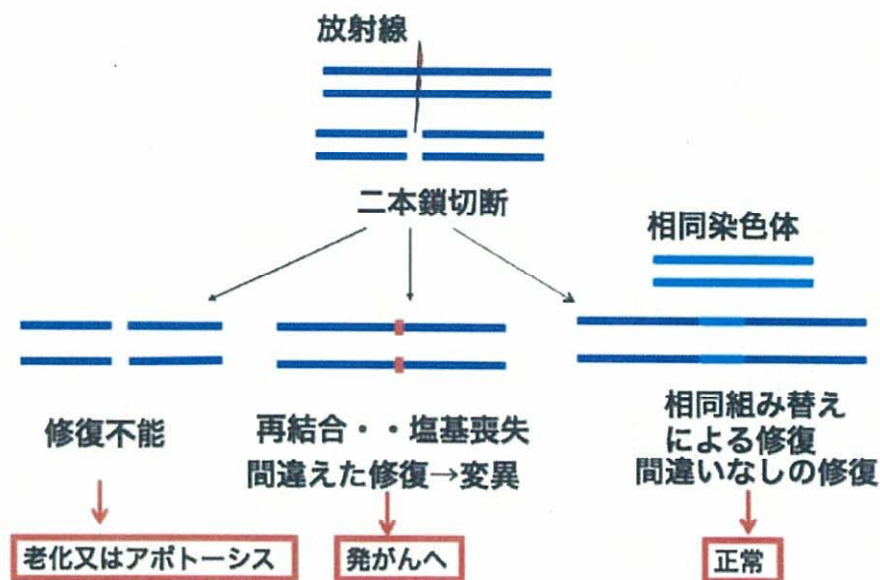 放射線
二本鎖切断
相同染色体
修復不能
再結合・・塩基喪失
間違えた修復→変異
相同組み替え
による修復
間違いなしの修復
老化又はアポトーシス
発がんへ
正常